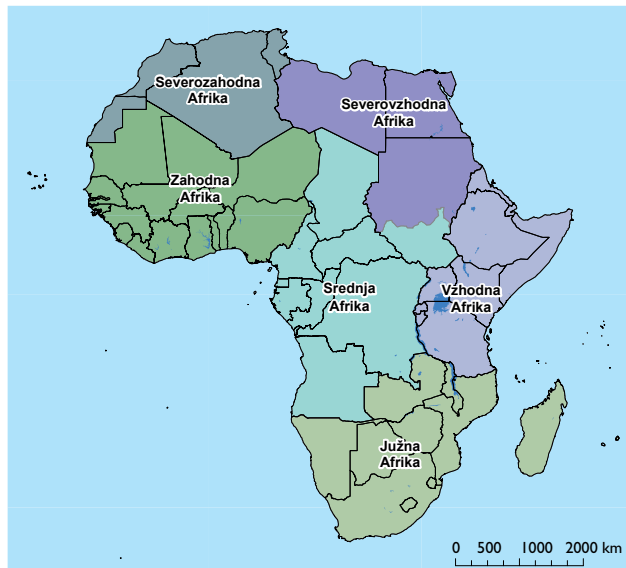 Severozahodna
Afrika
Severovzhodna
Afrika
Zahodna
Afrika
Srednja
Afrika
Vzhodna
Afrika
Južna
Afrika
0 500 1000 2000 km